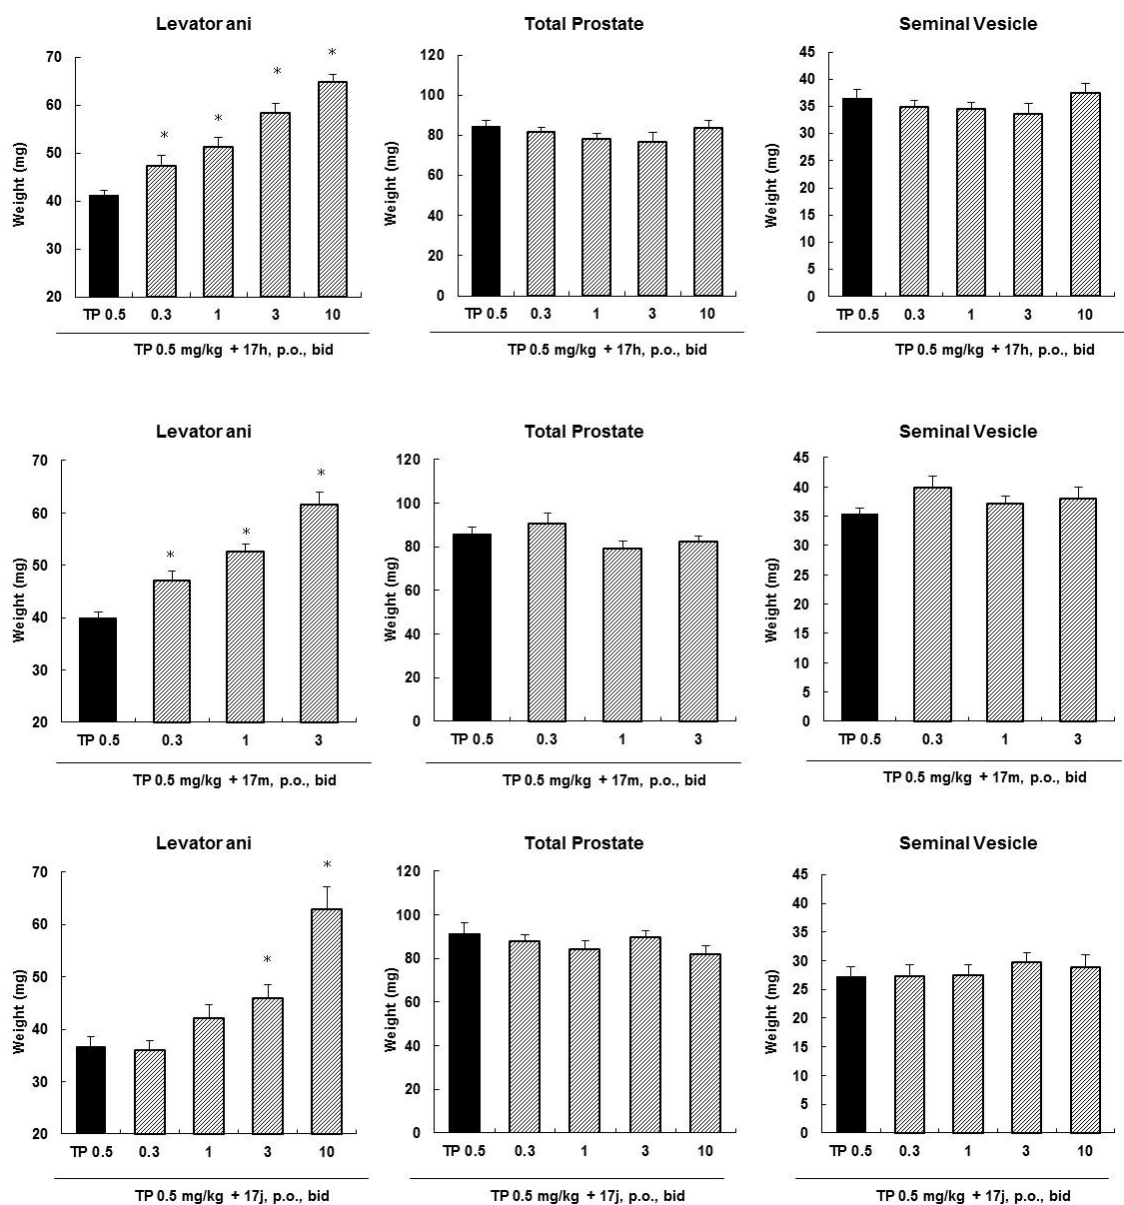 Levator ani
Weight (mg)
70
60
50
40
30
20
*
*
*
*
TP 0.5 0.3 1 3 10
TP 0.5 mg/kg + 17h, p.o., bid
Total Prostate
Weight (mg)
120
100
80
60
40
20
0
TP 0.5 0.3 1 3 10
TP 0.5 mg/kg + 17h, p.o., bid
Seminal Vesicle
Weight (mg)
45
40
35
30
25
20
15
10
5
0
TP 0.5 0.3 1 3 10
TP 0.5 mg/kg + 17h, p.o., bid
Levator ani
Weight (mg)
70
60
50
40
30
20
*
*
*
TP 0.5 0.3 1 3
TP 0.5 mg/kg + 17m, p.o., bid
Total Prostate
Weight (mg)
120
100
80
60
40
20
0
TP 0.5 0.3 1 3
TP 0.5 mg/kg + 17m, p.o., bid
Seminal Vesicle
Weight (mg)
45
40
35
30
25
20
15
10
5
0
TP 0.5 0.3 1 3
TP 0.5 mg/kg + 17m, p.o., bid
Levator ani
Weight (mg)
70
60
50
40
30
20
*
*
TP 0.5 0.3 1 3 10
TP 0.5 mg/kg + 17j, p.o., bid
Total Prostate
Weight (mg)
120
100
80
60
40
20
0
TP 0.5 0.3 1 3 10
TP 0.5 mg/kg + 17j, p.o., bid
Seminal Vesicle
Weight (mg)
45
40
35
30
25
20
15
10
5
0
TP 0.5 0.3 1 3 10
TP 0.5 mg/kg + 17j, p.o., bid